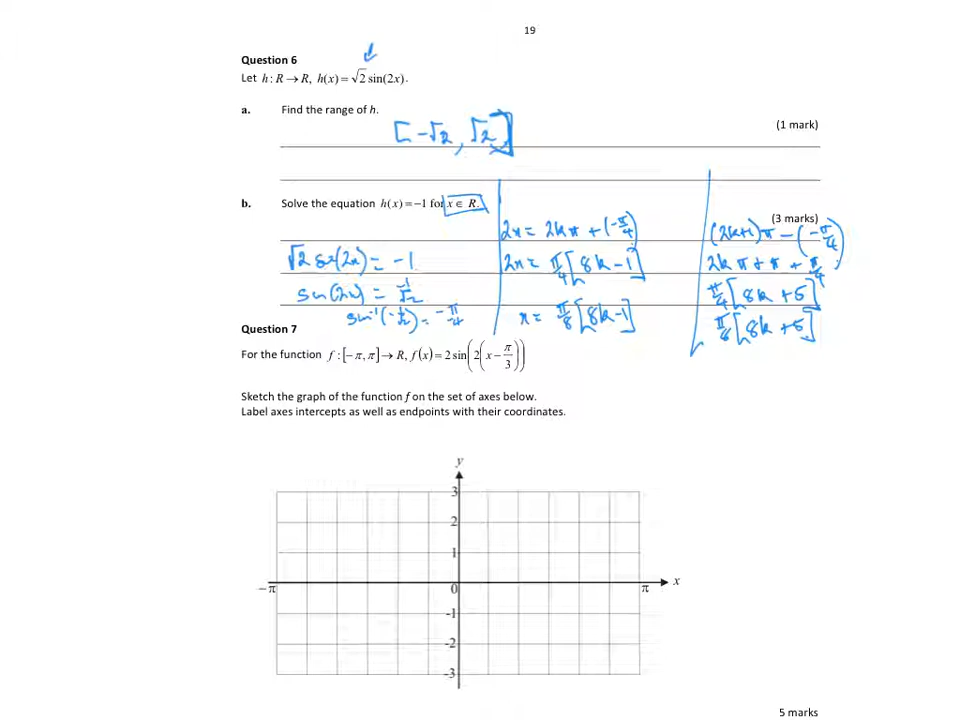 19
Question 6
Let h : R → R, h(x) = √2 sin(2x).
a. Find the range of h.
(1 mark)
[-√2, √2]
b. Solve the equation h(x) = −1 for x ∈ R.
(3 marks)
√2 sin(2x) = -1
sin(2x) = -1/√2
sin⁻¹(-1/√2) = -π/4
2x = 2kπ + (-π/4)
2x = π/4 [8k - 1]
x = π/8 [8k - 1]
(2k+1)π - (-π/4)
2kπ + π + π/4
π/4 [8k + 5]
π/8 [8k + 5]
Question 7
For the function f : [−π, π] → R, f(x) = 2 sin(2(x − π/3))
Sketch the graph of the function f on the set of axes below.
Label axes intercepts as well as endpoints with their coordinates.
y
3
2
1
−π 0 π x
-1
-2
-3
5 marks